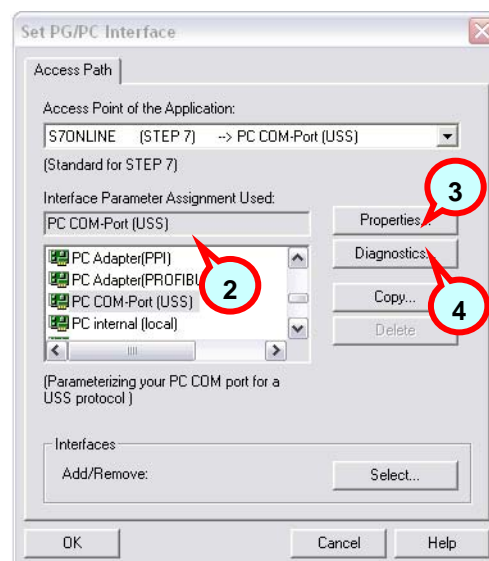 Set PG/PC Interface
Access Path
Access Point of the Application:
S7ONLINE (STEP 7) --> PC COM-Port (USS)
(Standard for STEP 7)
Interface Parameter Assignment Used:
PC COM-Port (USS)
3
Properties...
PC Adapter(PPI)
Diagnostics...
PC Adapter(PROFIBU
2
PC COM-Port (USS)
Copy...
4
PC internal (local)
Delete
(Parameterizing your PC COM port for a
USS protocol )
Interfaces
Add/Remove:
Select...
OK
Cancel
Help